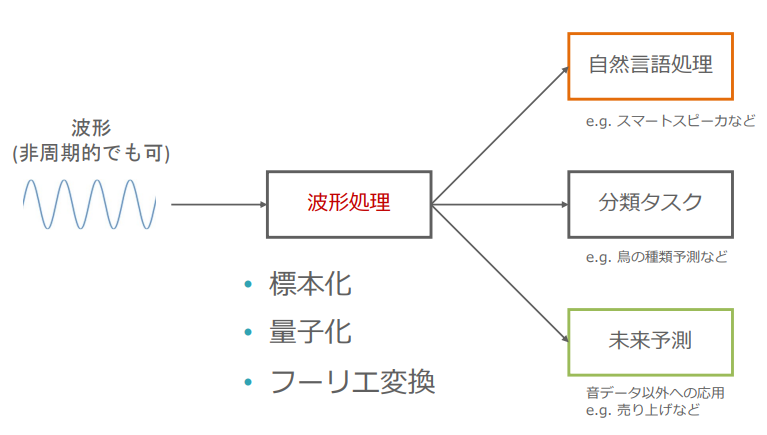 波形
(非周期的でも可)
波形処理
• 標本化
• 量子化
• フーリエ変換
自然言語処理
e.g. スマートスピーカなど
分類タスク
e.g. 鳥の種類予測など
未来予測
音データ以外への応用
e.g. 売り上げなど